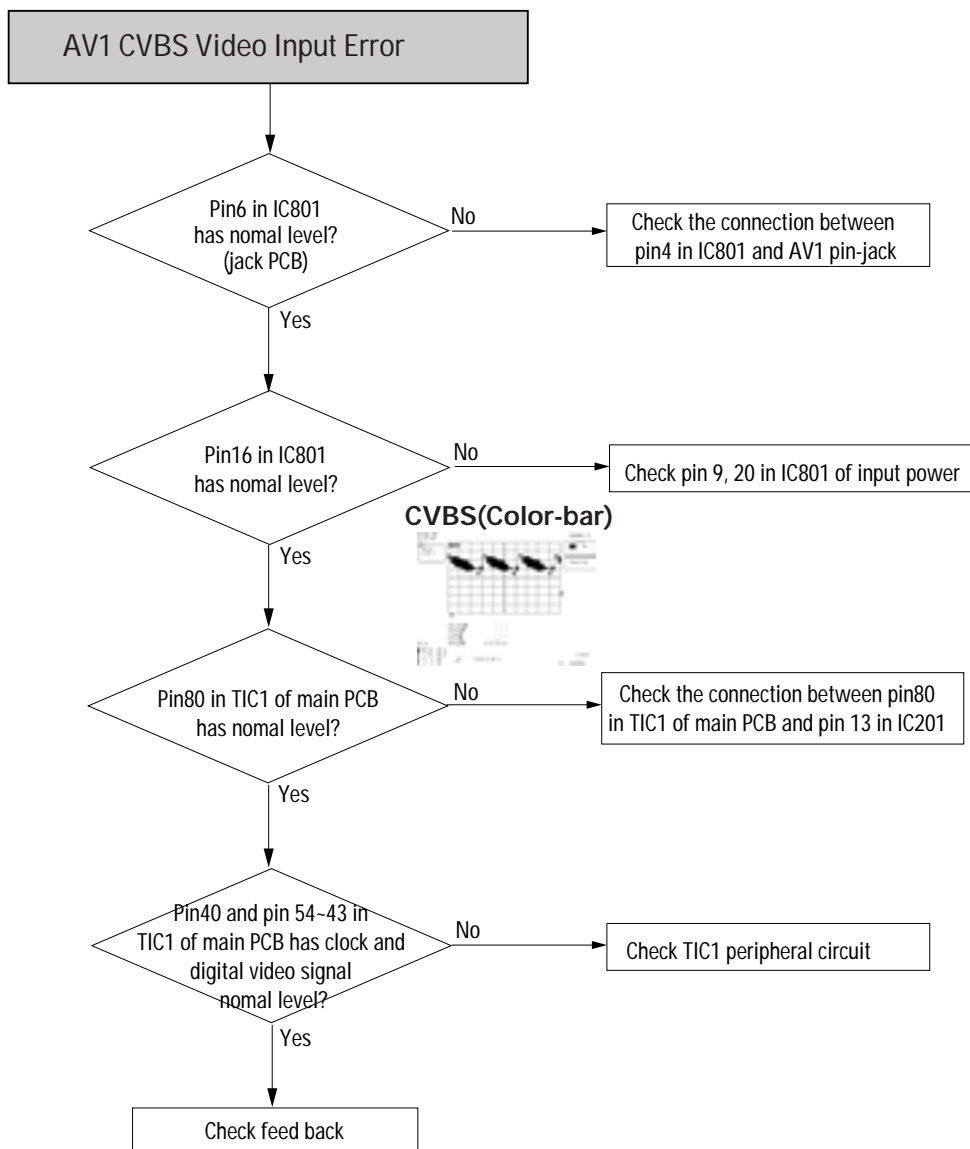 AV1 CVBS Video Input Error
Pin6 in IC801
has nomal level?
(jack PCB)
No
Check the connection between
pin4 in IC801 and AV1 pin-jack
Yes
Pin16 in IC801
has nomal level?
No
Check pin 9, 20 in IC801 of input power
CVBS(Color-bar)
Yes
Pin80 in TIC1 of main PCB
has nomal level?
No
Check the connection between pin80
in TIC1 of main PCB and pin 13 in IC201
Yes
Pin40 and pin 54~43 in
TIC1 of main PCB has clock and
digital video signal
nomal level?
No
Check TIC1 peripheral circuit
Yes
Check feed back